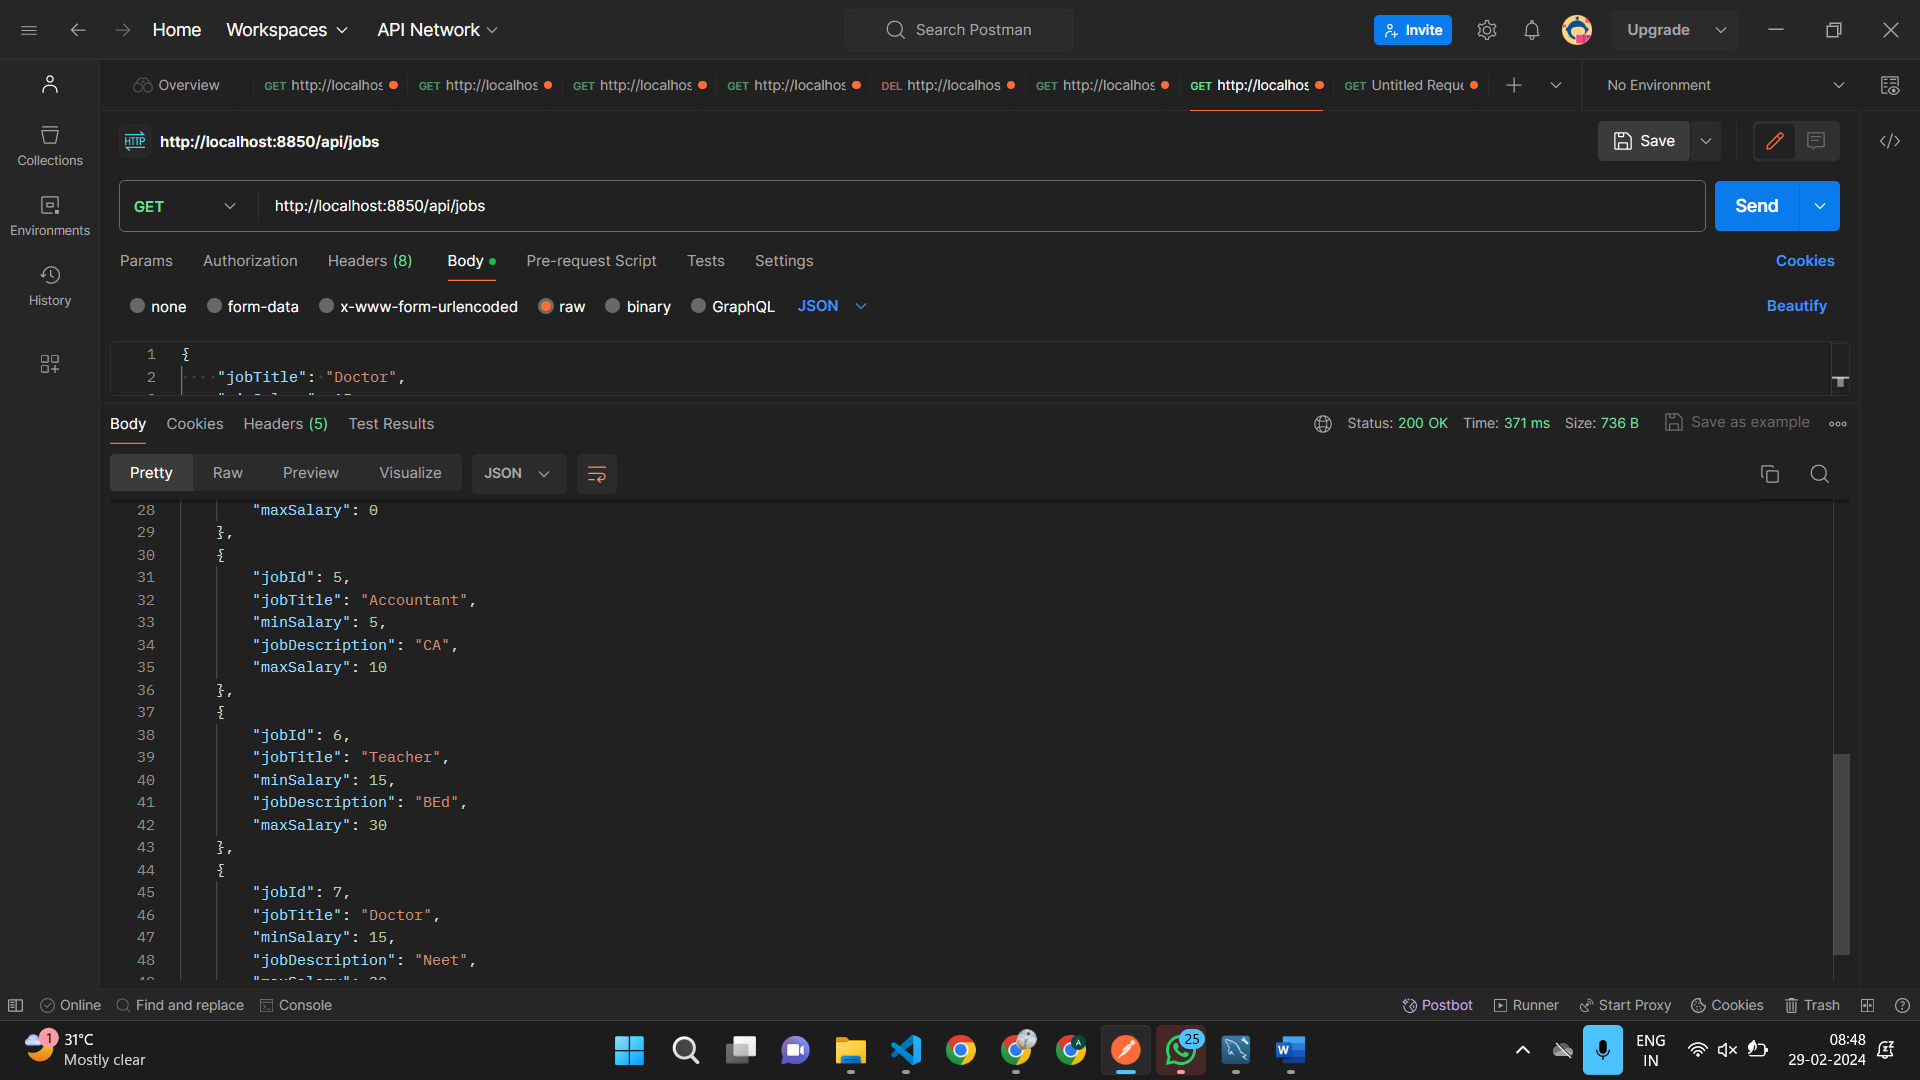 Home Workspaces API Network Search Postman Invite Upgrade
Overview GET http://localhos GET http://localhos GET http://localhos GET http://localhos DEL http://localhos GET http://localhos GET http://localhos GET Untitled Reque No Environment
HTTP http://localhost:8850/api/jobs Save
GET http://localhost:8850/api/jobs Send
Collections
Environments
History
Params Authorization Headers (8) Body Pre-request Script Tests Settings Cookies
none form-data x-www-form-urlencoded raw binary GraphQL JSON Beautify
1 {
2 "jobTitle": "Doctor",
Body Cookies Headers (5) Test Results Status: 200 OK Time: 371 ms Size: 736 B Save as example
Pretty Raw Preview Visualize JSON
28 "maxSalary": 0
29 },
30 {
31 "jobId": 5,
32 "jobTitle": "Accountant",
33 "minSalary": 5,
34 "jobDescription": "CA",
35 "maxSalary": 10
36 },
37 {
38 "jobId": 6,
39 "jobTitle": "Teacher",
40 "minSalary": 15,
41 "jobDescription": "BEd",
42 "maxSalary": 30
43 },
44 {
45 "jobId": 7,
46 "jobTitle": "Doctor",
47 "minSalary": 15,
48 "jobDescription": "Neet",
Online Find and replace Console Postbot Runner Start Proxy Cookies Trash
1 31°C
Mostly clear
A
25
W
ENG
IN
08:48
29-02-2024